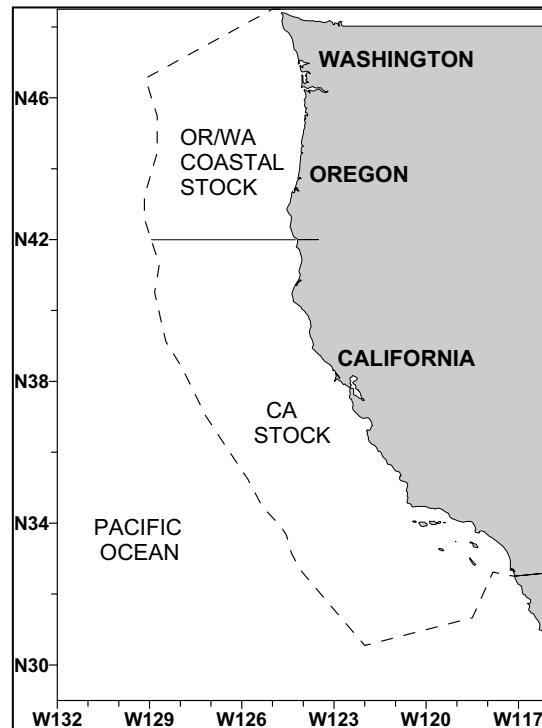 WASHINGTON
N46
OR/WA
COASTAL
STOCK
OREGON
N42
CALIFORNIA
N38
CA
STOCK
N34
PACIFIC
OCEAN
N30
W132 W129 W126 W123 W120 W117